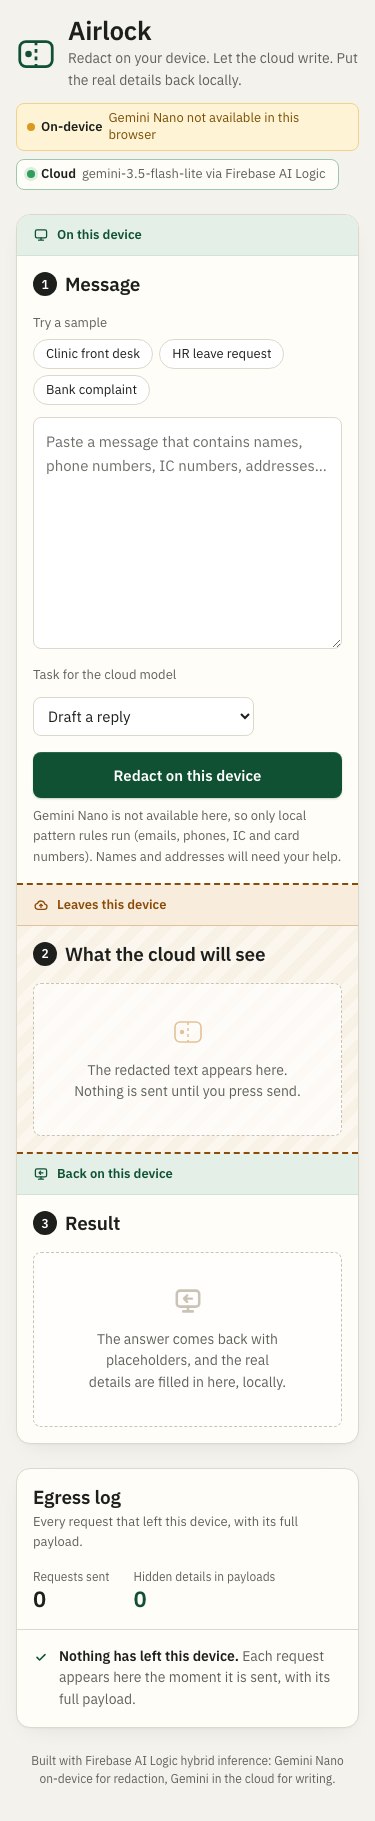 Airlock
Redact on your device. Let the cloud write. Put
the real details back locally.
On-device Gemini Nano not available in this
browser
Cloud gemini-3.5-flash-lite via Firebase AI Logic
On this device
1 Message
Try a sample
Clinic front desk HR leave request
Bank complaint
Paste a message that contains names,
phone numbers, IC numbers, addresses...
Task for the cloud model
Draft a reply
Redact on this device
Gemini Nano is not available here, so only local
pattern rules run (emails, phones, IC and card
numbers). Names and addresses will need your help.
Leaves this device
2 What the cloud will see
The redacted text appears here.
Nothing is sent until you press send.
Back on this device
3 Result
The answer comes back with
placeholders, and the real
details are filled in here, locally.
Egress log
Every request that left this device, with its full
payload.
Requests sent Hidden details in payloads
0 0
Nothing has left this device. Each request
appears here the moment it is sent, with its
full payload.
Built with Firebase AI Logic hybrid inference: Gemini Nano
on-device for redaction, Gemini in the cloud for writing.